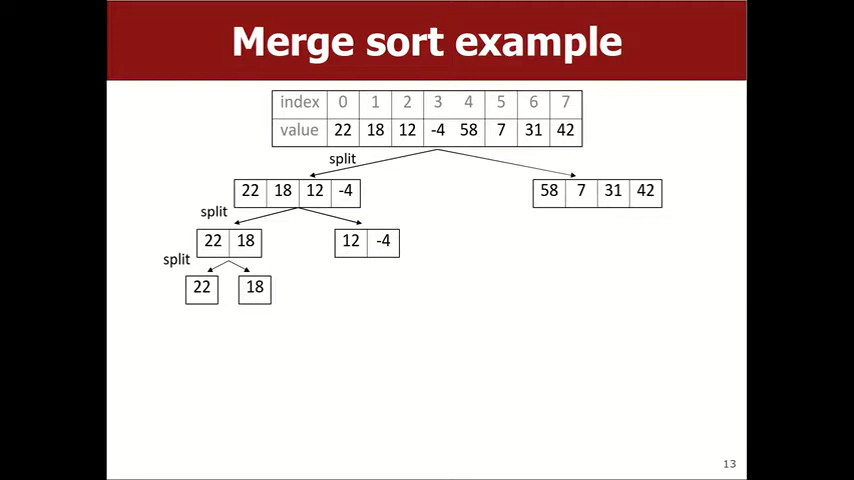 Merge sort example
index 0 1 2 3 4 5 6 7
value 22 18 12 -4 58 7 31 42
split
22 18 12 -4 58 7 31 42
split
22 18 12 -4
split
22 18
13